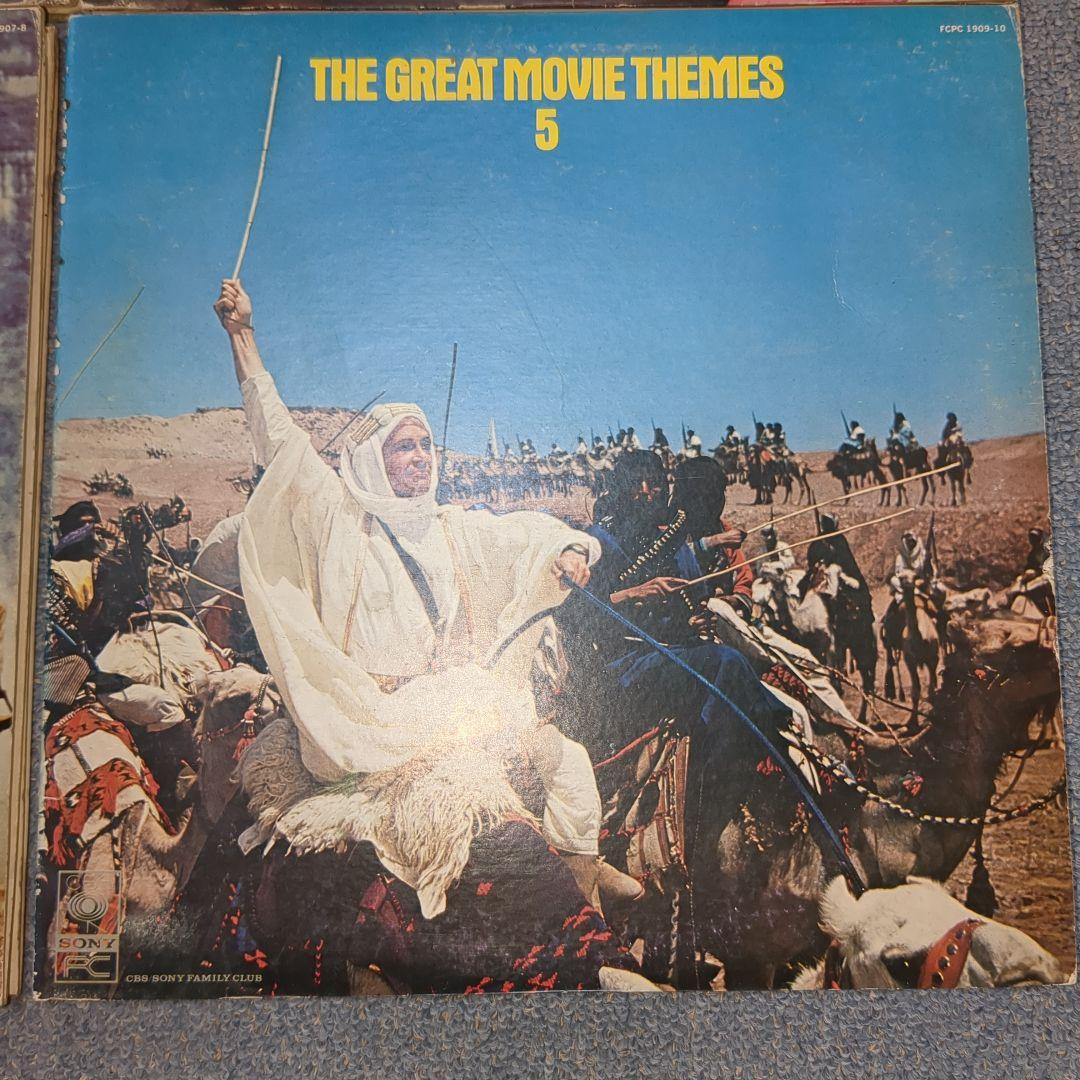 907-8
FCPC 1909-10
THE GREAT MOVIE THEMES
5
SONY
FC
CBS/SONY FAMILY CLUB